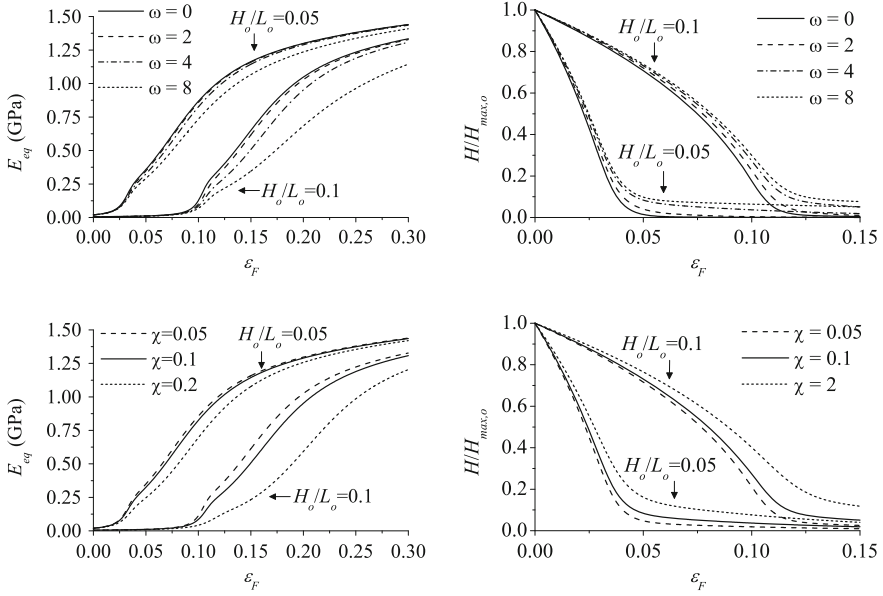 1.50
1.25
1.00
0.75
0.50
0.25
0.00
E_eq (GPa)
ω = 0
ω = 2
ω = 4
ω = 8
H_o/L_o=0.05
H_o/L_o=0.1
0.00 0.05 0.10 0.15 0.20 0.25 0.30
ε_F
1.0
0.8
0.6
0.4
0.2
0.0
H/H_max,o
H_o/L_o=0.1
H_o/L_o=0.05
ω = 0
ω = 2
ω = 4
ω = 8
0.00 0.05 0.10 0.15
ε_F
1.50
1.25
1.00
0.75
0.50
0.25
0.00
E_eq (GPa)
χ=0.05
χ=0.1
χ=0.2
H_o/L_o=0.05
H_o/L_o=0.1
0.00 0.05 0.10 0.15 0.20 0.25 0.30
ε_F
1.0
0.8
0.6
0.4
0.2
0.0
H/H_max,o
H_o/L_o=0.1
H_o/L_o=0.05
χ = 0.05
χ = 0.1
χ = 2
0.00 0.05 0.10 0.15
ε_F